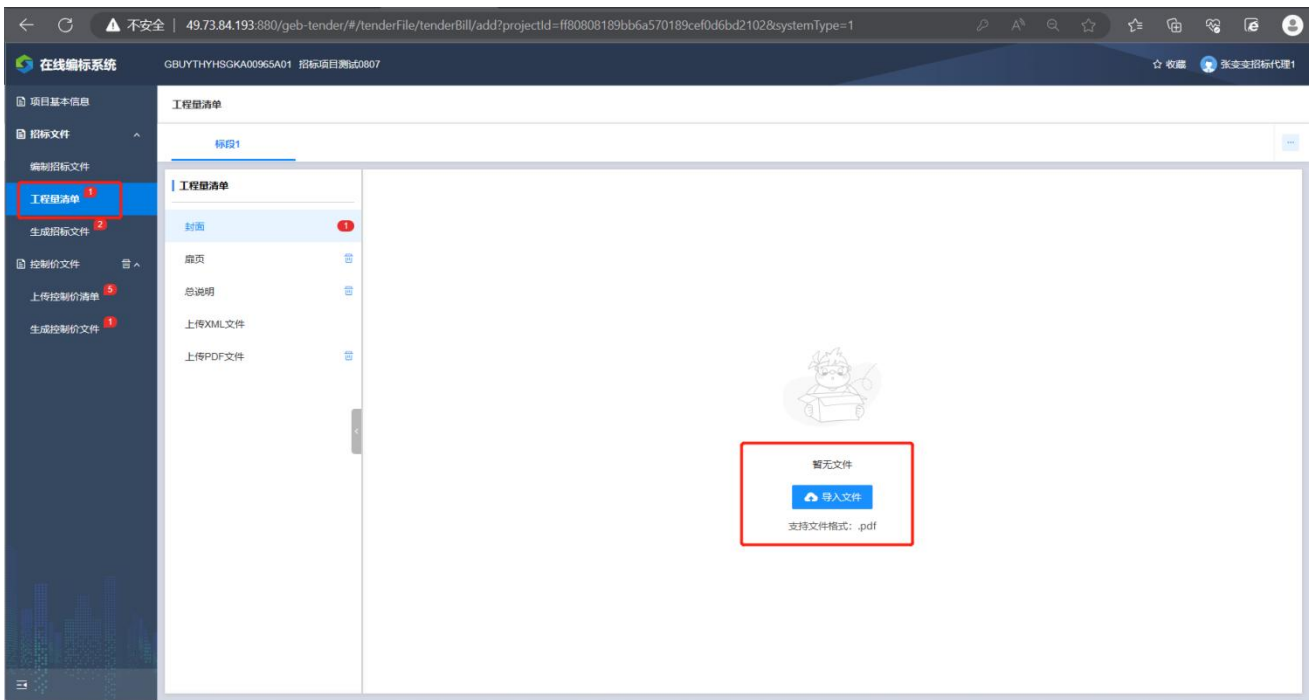 不安全 | 49.73.84.193:880/geb-tender/#/tenderFile/tenderBill/add?projectId=ff80808189bb6a570189cef0d6bd2102&systemType=1
在线编标系统
GBUYTHYHSGKA00965A01 招标项目测试0807
收藏
张变变招标代理1
项目基本信息
招标文件
编制招标文件
工程量清单 1
生成招标文件 2
控制价文件
上传控制价清单 5
生成控制价文件 1
工程量清单
标段1
工程量清单
封面 1
扉页
总说明
上传XML文件
上传PDF文件
暂无文件
导入文件
支持文件格式：.pdf